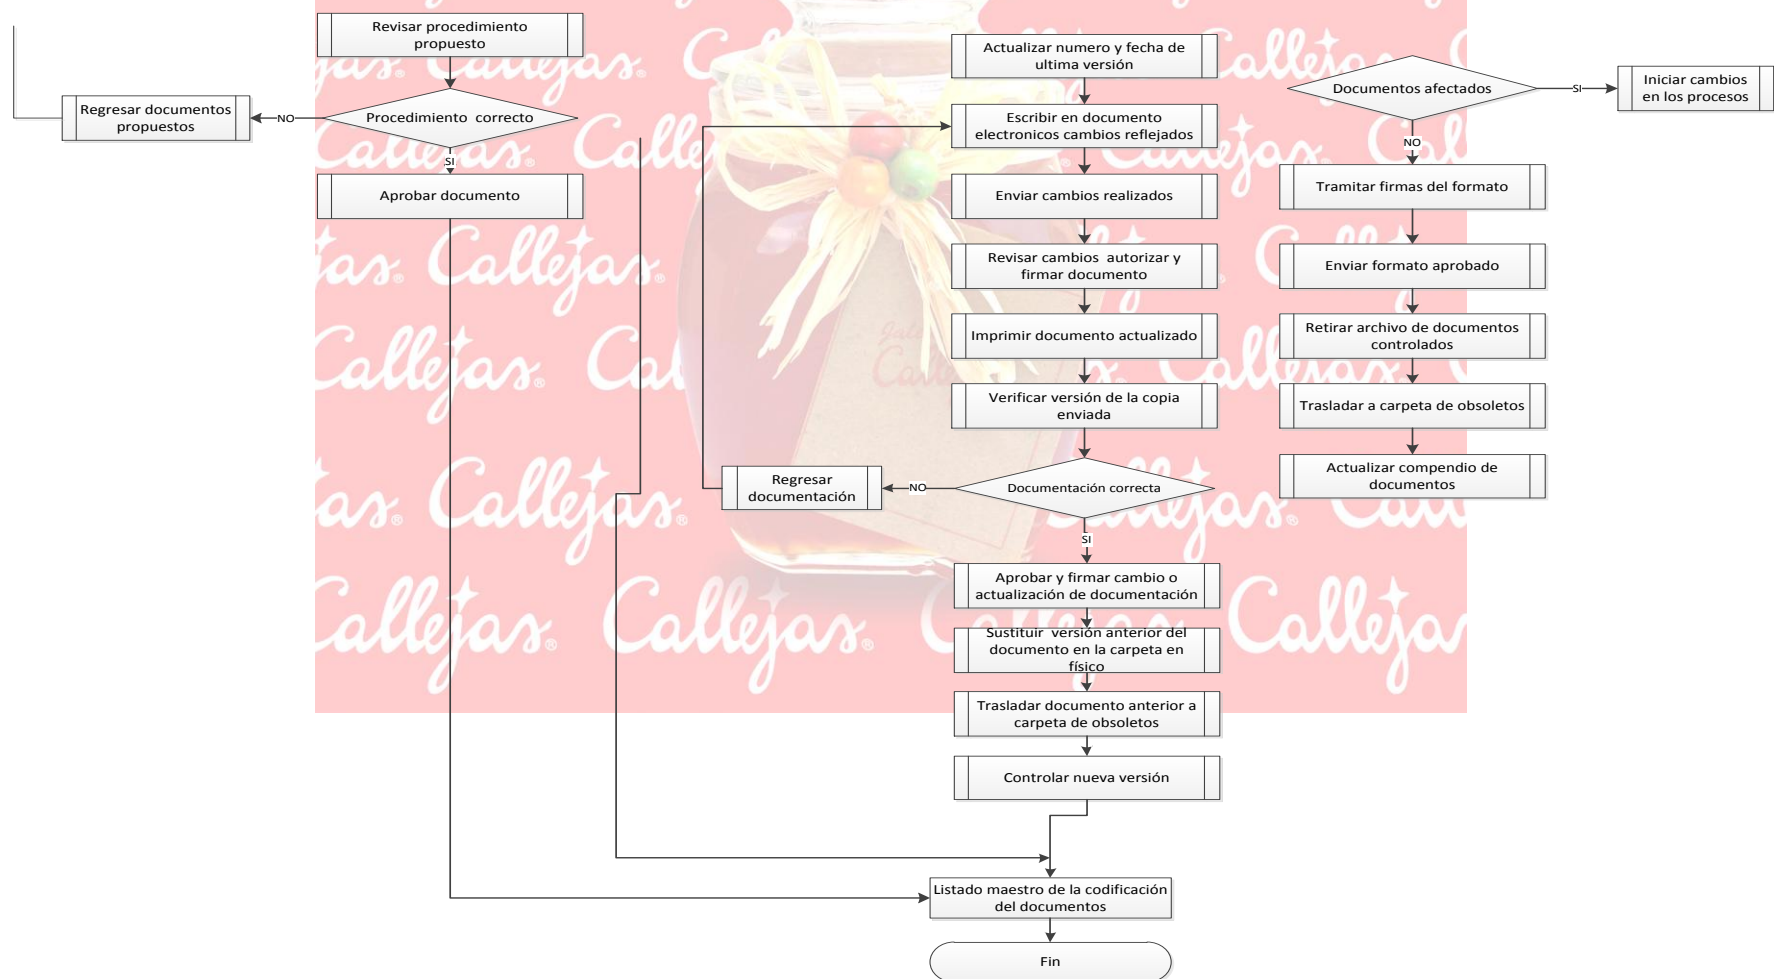 Revisar procedimiento
propuesto
Regresar documentos
propuestos
NO
Procedimiento correcto
SI
Aprobar documento
Actualizar numero y fecha de
ultima versión
Escribir en documento
electronicos cambios reflejados
Enviar cambios realizados
Revisar cambios autorizar y
firmar documento
Imprimir documento actualizado
Verificar versión de la copia
enviada
Regresar
documentación
NO
Documentación correcta
SI
Aprobar y firmar cambio o
actualización de documentación
Sustituir versión anterior del
documento en la carpeta en
físico
Trasladar documento anterior a
carpeta de obsoletos
Controlar nueva versión
Listado maestro de la codificación
del documentos
Fin
Documentos afectados
SI
Iniciar cambios
en los procesos
NO
Tramitar firmas del formato
Enviar formato aprobado
Retirar archivo de documentos
controlados
Trasladar a carpeta de obsoletos
Actualizar compendio de
documentos
Callejas